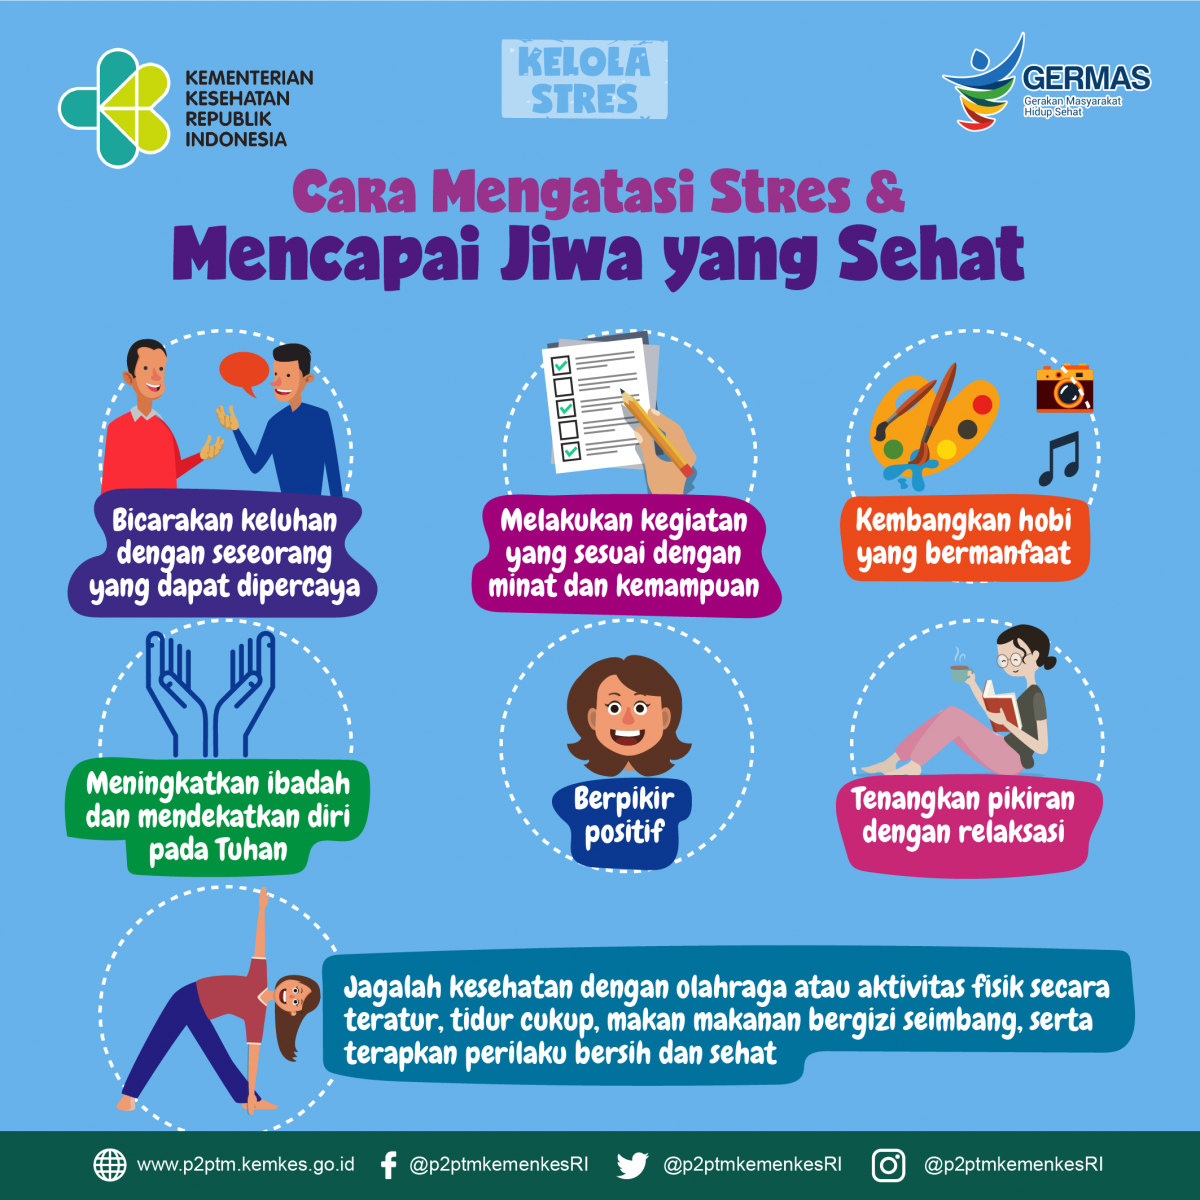 KEMENTERIAN
KESEHATAN
REPUBLIK
INDONESIA
KELOLA
STRES
GERMAS
Gerakan Masyarakat
Hidup Sehat
Cara Mengatasi Stres &
Mencapai Jiwa yang Sehat
Bicarakan keluhan
dengan seseorang
yang dapat dipercaya
Melakukan kegiatan
yang sesuai dengan
minat dan kemampuan
Kembangkan hobi
yang bermanfaat
Meningkatkan ibadah
dan mendekatkan diri
pada Tuhan
Berpikir
positif
Tenangkan pikiran
dengan relaksasi
Jagalah kesehatan dengan olahraga atau aktivitas fisik secara
teratur, tidur cukup, makan makanan bergizi seimbang, serta
terapkan perilaku bersih dan sehat
www.p2ptm.kemkes.go.id
@p2ptmkemenkesRI
@p2ptmkemenkesRI
@p2ptmkemenkesRI